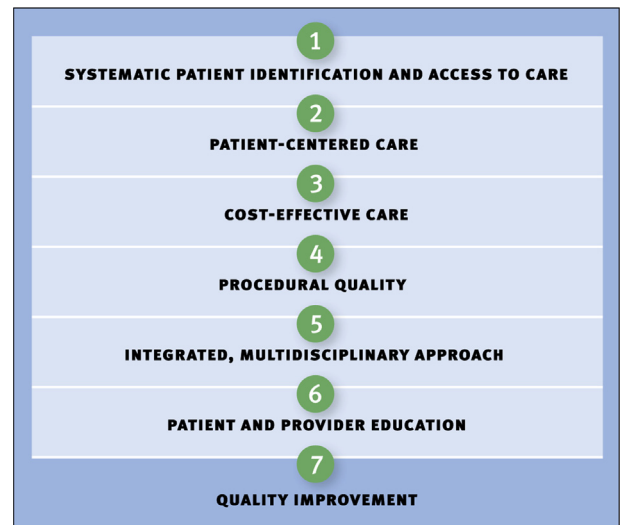 1
SYSTEMATIC PATIENT IDENTIFICATION AND ACCESS TO CARE
2
PATIENT-CENTERED CARE
3
COST-EFFECTIVE CARE
4
PROCEDURAL QUALITY
5
INTEGRATED, MULTIDISCIPLINARY APPROACH
6
PATIENT AND PROVIDER EDUCATION
7
QUALITY IMPROVEMENT